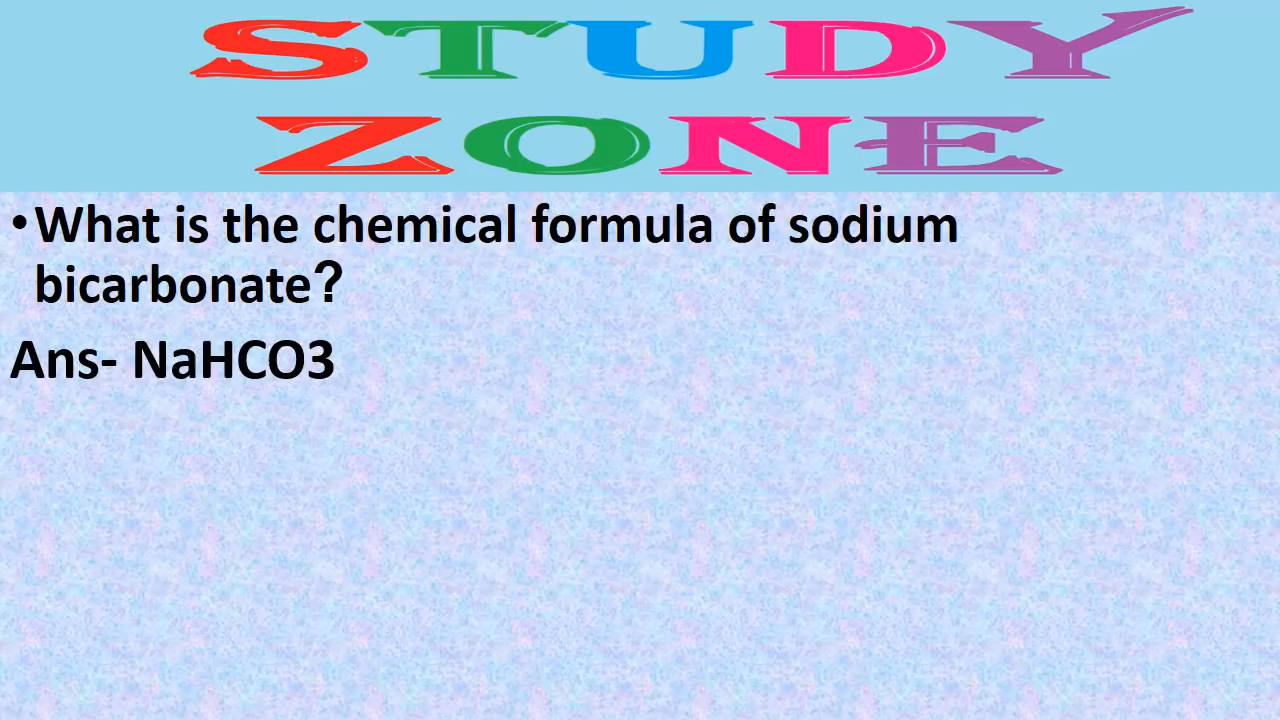 STUDY
ZONE
•What is the chemical formula of sodium
bicarbonate?
Ans- NaHCO3